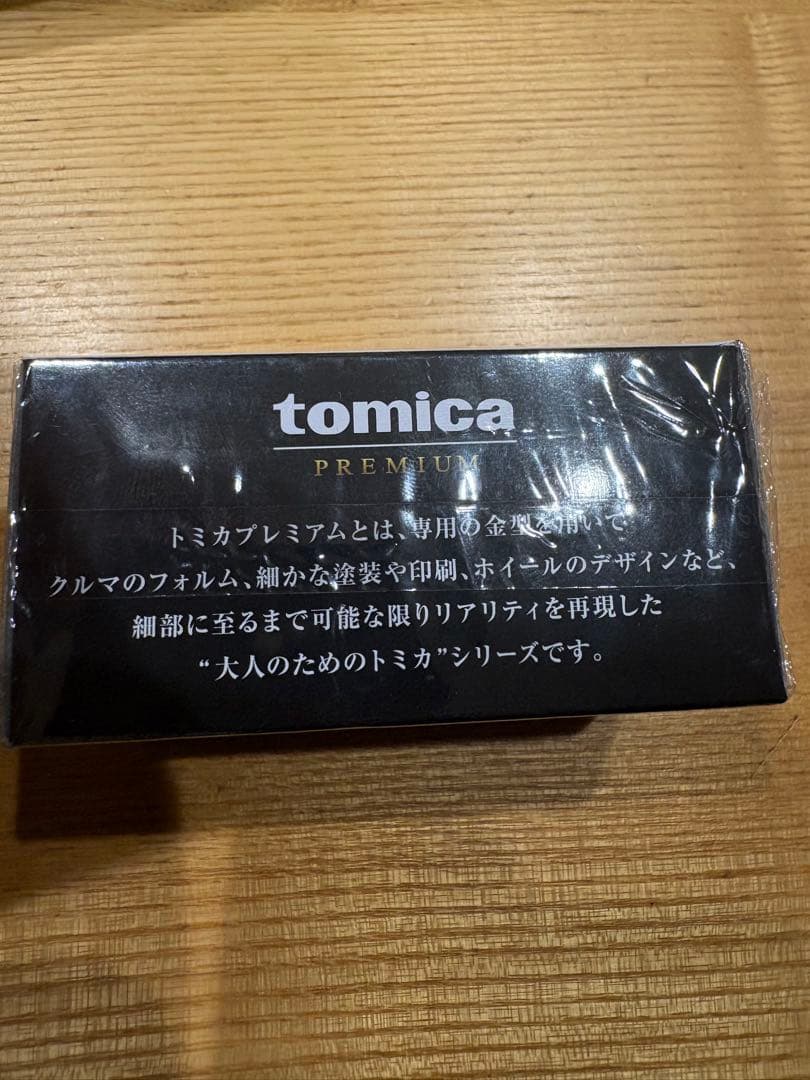 tomica
PREMIUM
トミカプレミアムとは、専用の金型を用いて
クルマのフォルム、細かな塗装や印刷、ホイールのデザインなど、
細部に至るまで可能な限りリアリティを再現した
“大人のためのトミカ”シリーズです。